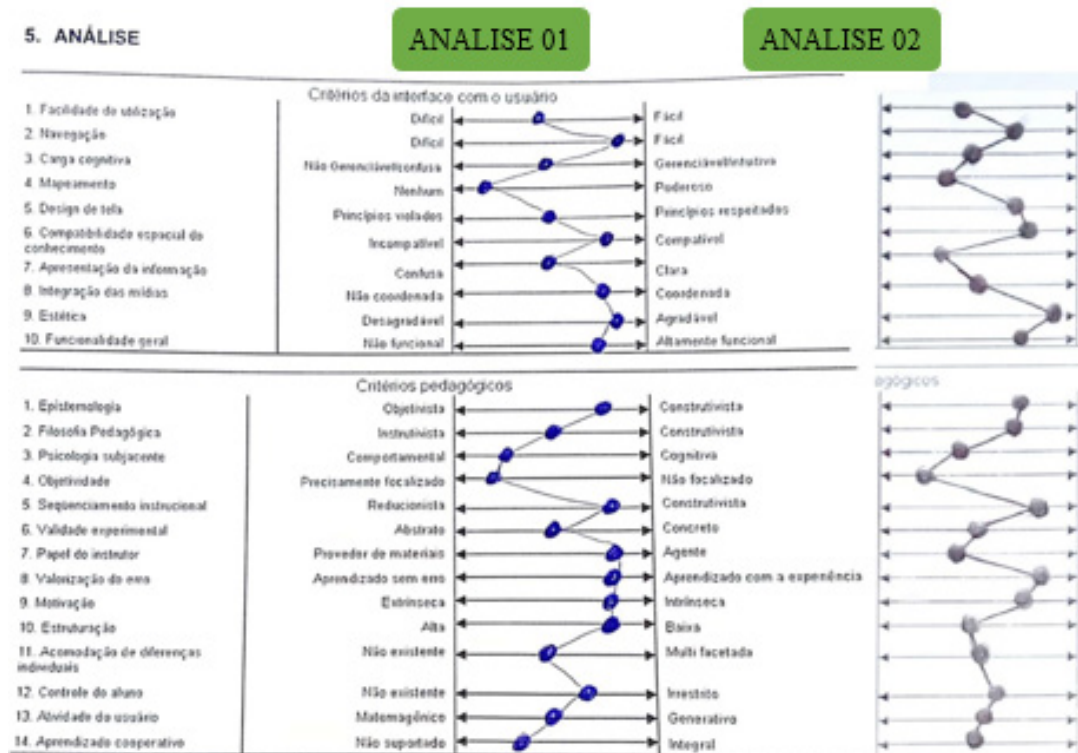 5. ANÁLISE
ANALISE 01
ANALISE 02
Critérios da interface com o usuário
1. Facilidade de utilização
Difícil
Fácil
2. Navegação
Difícil
Fácil
3. Carga cognitiva
Não Gerenciável/confusa
Gerenciável/intuitivo
4. Mapeamento
Nenhum
Poderoso
5. Design de tela
Princípios violados
Princípios respeitados
6. Compatibilidade espacial do
conhecimento
Incompatível
Compatível
7. Apresentação da informação
Confusa
Clara
8. Integração das mídias
Não coordenada
Coordenada
9. Estética
Desagradável
Agradável
10. Funcionalidade geral
Não funcional
Altamente funcional
Critérios pedagógicos
agógicos
1. Epistemologia
Objetivista
Construtivista
2. Filosofia Pedagógica
Instrutivista
Construtivista
3. Psicologia subjacente
Comportamental
Cognitiva
4. Objetividade
Precisamente focalizado
Não focalizado
5. Seqüenciamento instrucional
Reducionista
Construtivista
6. Validade experimental
Abstrato
Concreto
7. Papel do instrutor
Provedor de materiais
Agente
8. Valorização do erro
Aprendizado sem erro
Aprendizado com a experiência
9. Motivação
Extrínseca
Intrínseca
10. Estruturação
Alta
Baixa
11. Acomodação de diferenças
individuais
Não existente
Multi facetada
12. Controle do aluno
Não existente
Irrestrito
13. Atividade do usuário
Matemagênico
Generativo
14. Aprendizado cooperativo
Não suportado
Integral